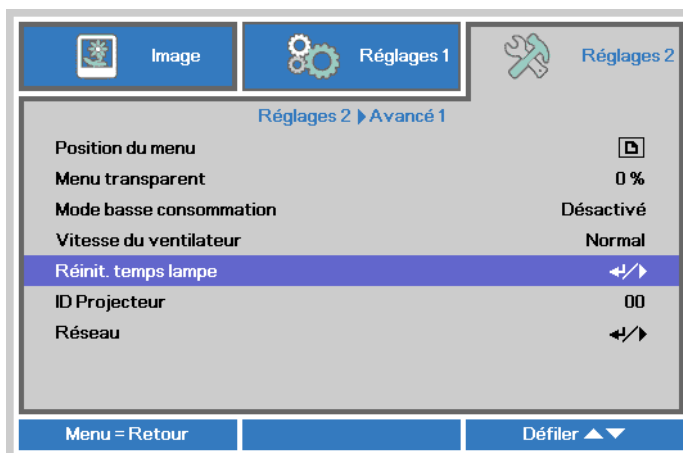 Image
Réglages 1
Réglages 2
Réglages 2 Avancé 1
Position du menu
Menu transparent 0 %
Mode basse consommation Désactivé
Vitesse du ventilateur Normal
Réinit. temps lampe
ID Projecteur 00
Réseau
Menu = Retour
Défiler